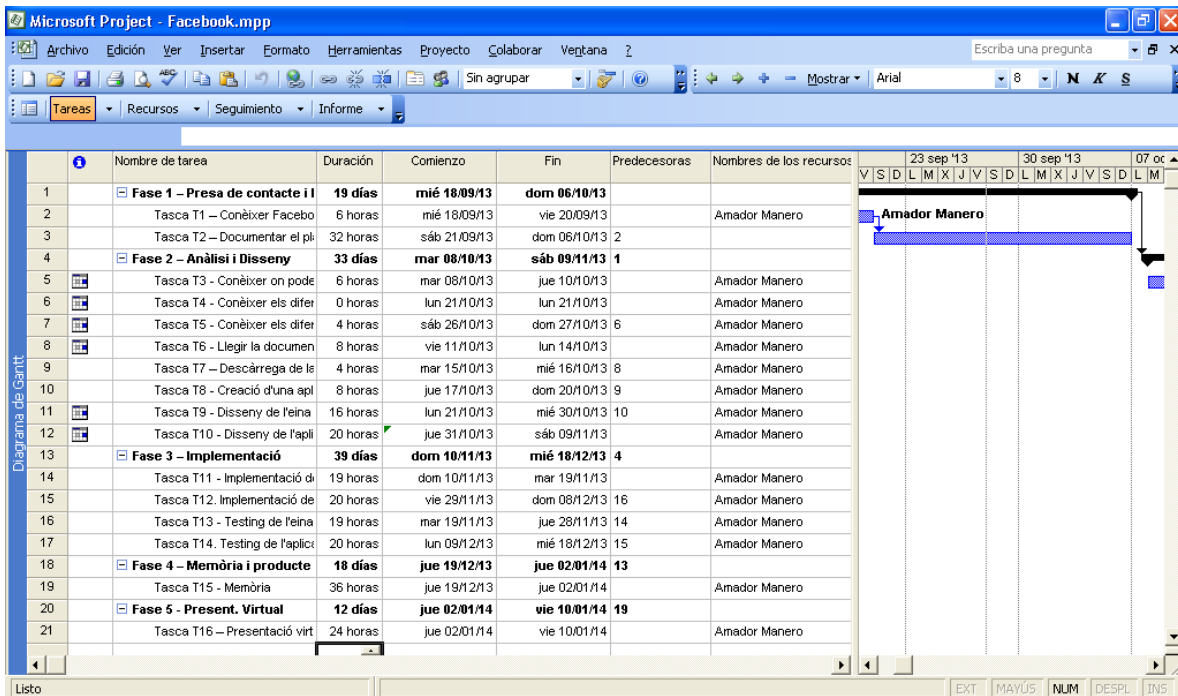 Microsoft Project - Facebook.mpp
Archivo Edición Ver Insertar Formato Herramientas Proyecto Colaborar Ventana ? Escriba una pregunta
Sin agrupar Mostrar Arial 8 N K S
Tareas Recursos Seguimiento Informe
Nombre de tarea Duración Comienzo Fin Predecesoras Nombres de los recursos 23 sep '13 30 sep '13 07 oc
V S D L M X J V S D L M X J V S D L M
1 Fase 1 – Presa de contacte i l 19 días mié 18/09/13 dom 06/10/13
2 Tasca T1 – Conèixer Facebo 6 horas mié 18/09/13 vie 20/09/13 Amador Manero Amador Manero
3 Tasca T2 – Documentar el pla 32 horas sáb 21/09/13 dom 06/10/13 2
4 Fase 2 – Anàlisi i Disseny 33 días mar 08/10/13 sáb 09/11/13 1
5 Tasca T3 - Conèixer on pode 6 horas mar 08/10/13 jue 10/10/13 Amador Manero
6 Tasca T4 - Conèixer els difer 0 horas lun 21/10/13 lun 21/10/13 Amador Manero
7 Tasca T5 - Conèixer els difer 4 horas sáb 26/10/13 dom 27/10/13 6 Amador Manero
8 Tasca T6 - Llegir la documen 8 horas vie 11/10/13 lun 14/10/13 Amador Manero
9 Tasca T7 – Descàrrega de la 4 horas mar 15/10/13 mié 16/10/13 8 Amador Manero
10 Tasca T8 - Creació d'una apl 8 horas jue 17/10/13 dom 20/10/13 9 Amador Manero
11 Tasca T9 - Disseny de l'eina 16 horas lun 21/10/13 mié 30/10/13 10 Amador Manero
12 Tasca T10 - Disseny de l'apli 20 horas jue 31/10/13 sáb 09/11/13 Amador Manero
13 Fase 3 – Implementació 39 días dom 10/11/13 mié 18/12/13 4
14 Tasca T11 - Implementació d 19 horas dom 10/11/13 mar 19/11/13 Amador Manero
15 Tasca T12. Implementació de 20 horas vie 29/11/13 dom 08/12/13 16 Amador Manero
16 Tasca T13 - Testing de l'eina 19 horas mar 19/11/13 jue 28/11/13 14 Amador Manero
17 Tasca T14. Testing de l'aplica 20 horas lun 09/12/13 mié 18/12/13 15 Amador Manero
18 Fase 4 – Memòria i producte 18 días jue 19/12/13 jue 02/01/14 13
19 Tasca T15 - Memòria 36 horas jue 19/12/13 jue 02/01/14 Amador Manero
20 Fase 5 - Present. Virtual 12 días jue 02/01/14 vie 10/01/14 19
21 Tasca T16 – Presentació virt 24 horas jue 02/01/14 vie 10/01/14 Amador Manero
Diagrama de Gantt
Listo EXT MAYÚS NUM DESPL INS